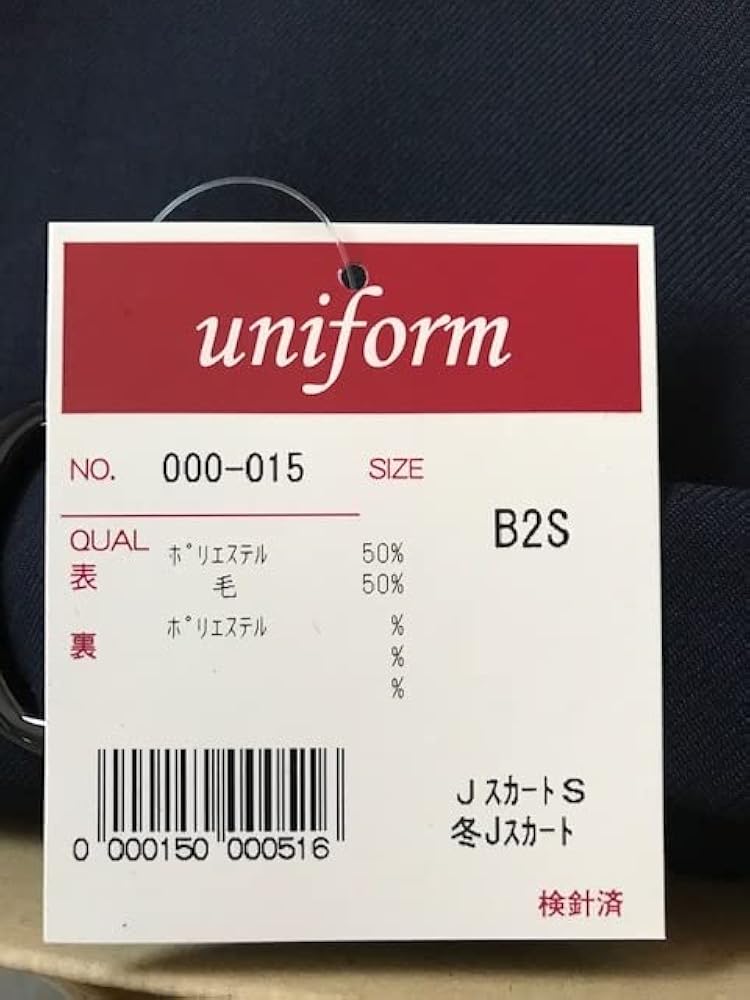 uniform
NO. 000-015 SIZE
B2S
QUAL
表 ﾎﾟﾘｴｽﾃﾙ 50%
毛 50%
裏 ﾎﾟﾘｴｽﾃﾙ %
%
%
0 000150 000516
JｽｶｰﾄS
冬Jｽｶｰﾄ
検針済